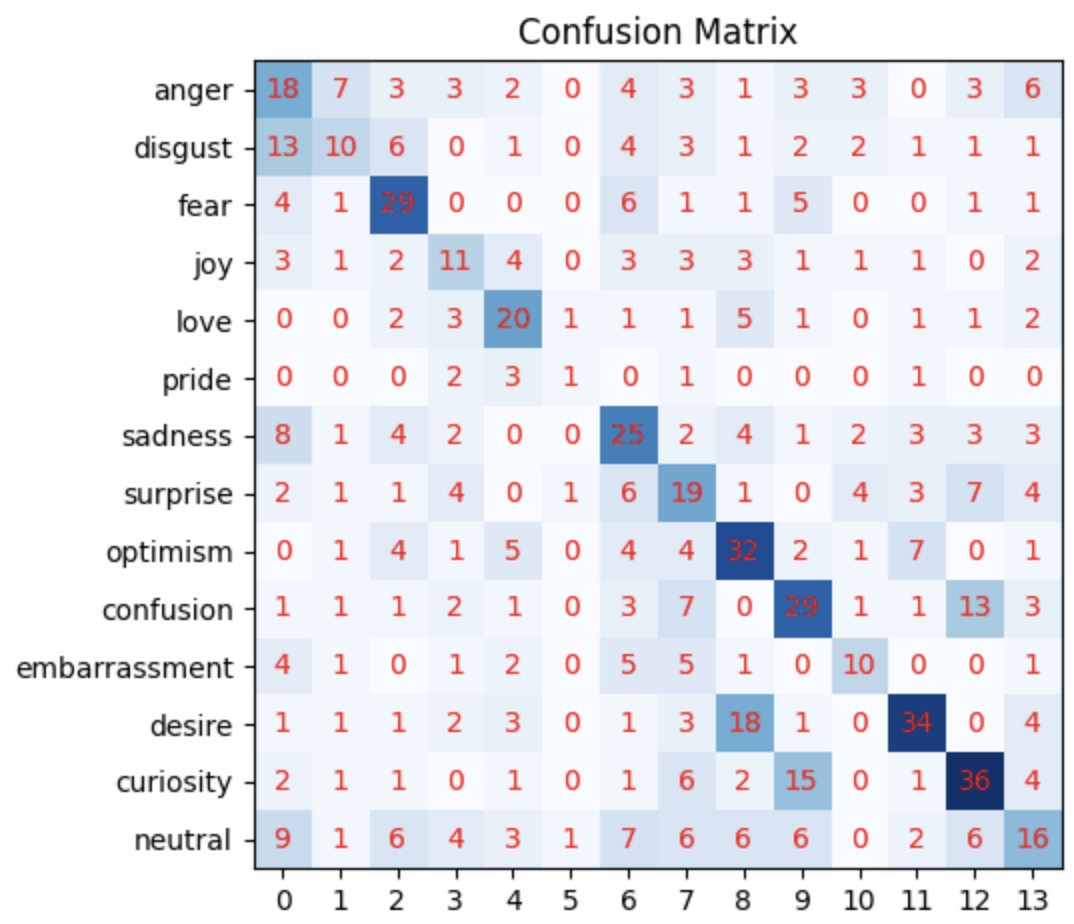 Confusion Matrix
anger 18 7 3 3 2 0 4 3 1 3 3 0 3 6
disgust 13 10 6 0 1 0 4 3 1 2 2 1 1 1
fear 4 1 29 0 0 0 6 1 1 5 0 0 1 1
joy 3 1 2 11 4 0 3 3 3 1 1 1 0 2
love 0 0 2 3 20 1 1 1 5 1 0 1 1 2
pride 0 0 0 2 3 1 0 1 0 0 0 1 0 0
sadness 8 1 4 2 0 0 25 2 4 1 2 3 3 3
surprise 2 1 1 4 0 1 6 19 1 0 4 3 7 4
optimism 0 1 4 1 5 0 4 4 32 2 1 7 0 1
confusion 1 1 1 2 1 0 3 7 0 29 1 1 13 3
embarrassment 4 1 0 1 2 0 5 5 1 0 10 0 0 1
desire 1 1 1 2 3 0 1 3 18 1 0 34 0 4
curiosity 2 1 1 0 1 0 1 6 2 15 0 1 36 4
neutral 9 1 6 4 3 1 7 6 6 6 0 2 6 16
0 1 2 3 4 5 6 7 8 9 10 11 12 13